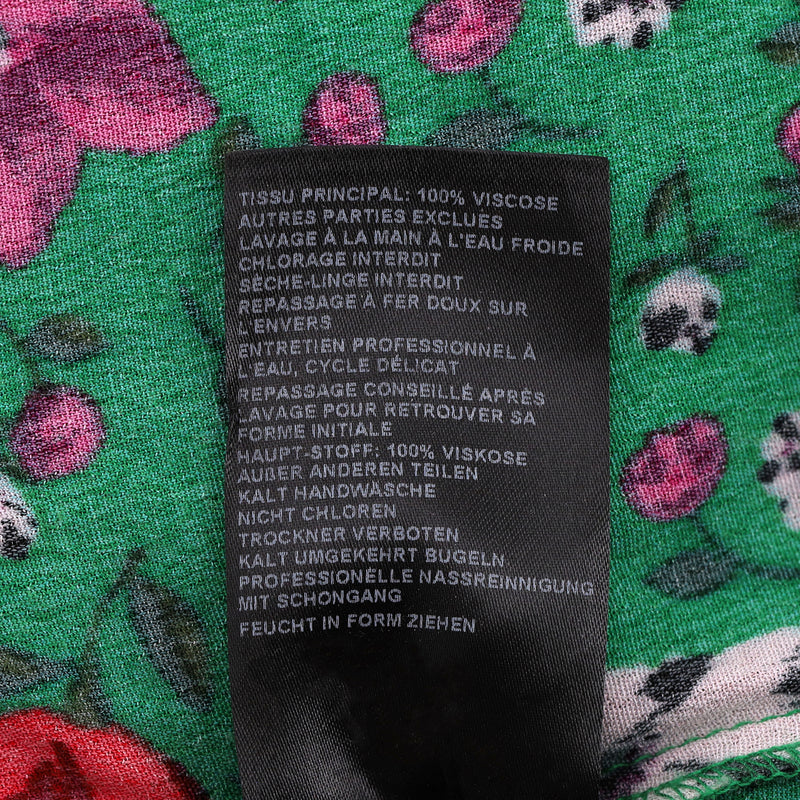 TISSU PRINCIPAL: 100% VISCOSE
AUTRES PARTIES EXCLUES
LAVAGE À LA MAIN À L'EAU FROIDE
CHLORAGE INTERDIT
SÈCHE-LINGE INTERDIT
REPASSAGE À FER DOUX SUR
L'ENVERS
ENTRETIEN PROFESSIONNEL À
L'EAU, CYCLE DÉLICAT
REPASSAGE CONSEILLÉ APRÈS
LAVAGE POUR RETROUVER SA
FORME INITIALE
HAUPT-STOFF: 100% VISKOSE
AUßER ANDEREN TEILEN
KALT HANDWÄSCHE
NICHT CHLOREN
TROCKNER VERBOTEN
KALT UMGEKEHRT BUGELN
PROFESSIONELLE NASSREINNIGUNG
MIT SCHONGANG
FEUCHT IN FORM ZIEHEN